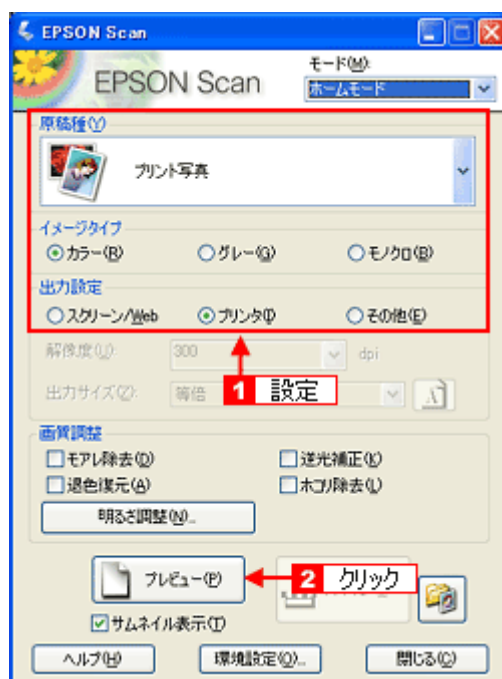 EPSON Scan
EPSON Scan
モード(M):
ホームモード
原稿種(Y)
プリント写真
イメージタイプ
カラー(R) グレー(G) モノクロ(B)
出力設定
スクリーン/Web プリンタ(I) その他(E)
解像度(U): 300 dpi
出力サイズ(Z): 等倍
1 設定
画質調整
モアレ除去(D) 逆光補正(K)
退色復元(A) ホコリ除去(L)
明るさ調整(N)...
プレビュー(P)
2 クリック
サムネイル表示(T)
ヘルプ(H) 環境設定(O)... 閉じる(C)